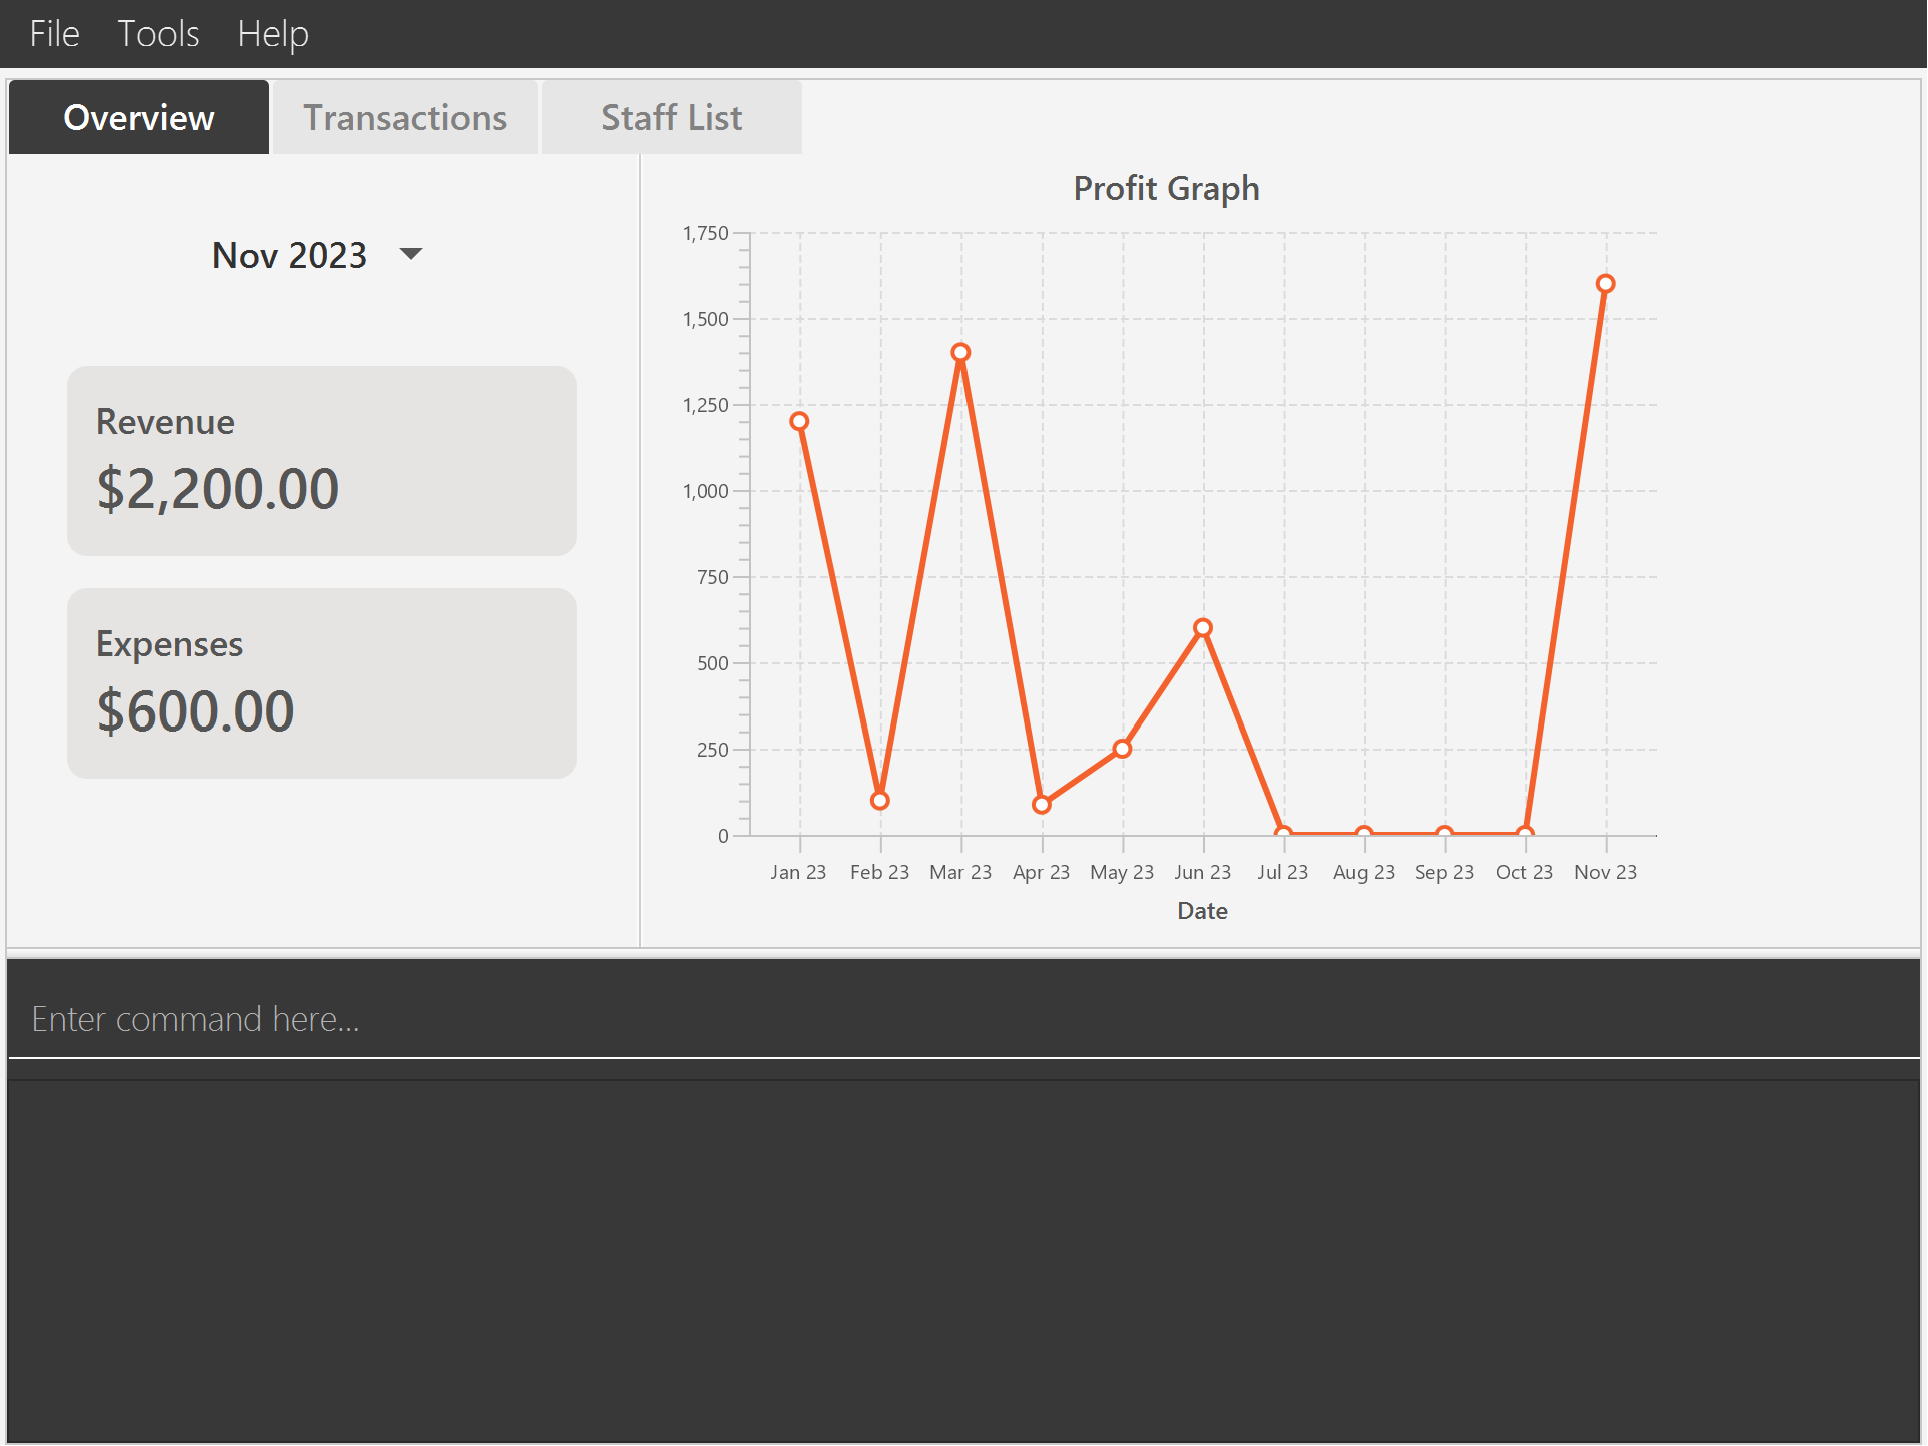 File Tools Help
Overview Transactions Staff List
Nov 2023
Revenue
$2,200.00
Expenses
$600.00
Profit Graph
1,750
1,500
1,250
1,000
750
500
250
0
Jan 23 Feb 23 Mar 23 Apr 23 May 23 Jun 23 Jul 23 Aug 23 Sep 23 Oct 23 Nov 23
Date
Enter command here...